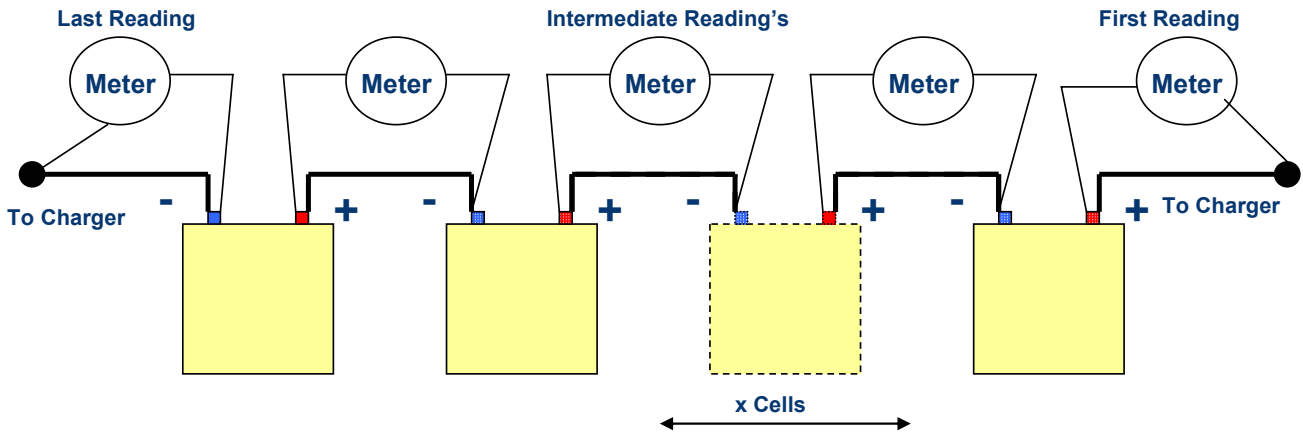 Last Reading Intermediate Reading's First Reading
Meter Meter Meter Meter Meter
To Charger - + - + - + - + To Charger
x Cells